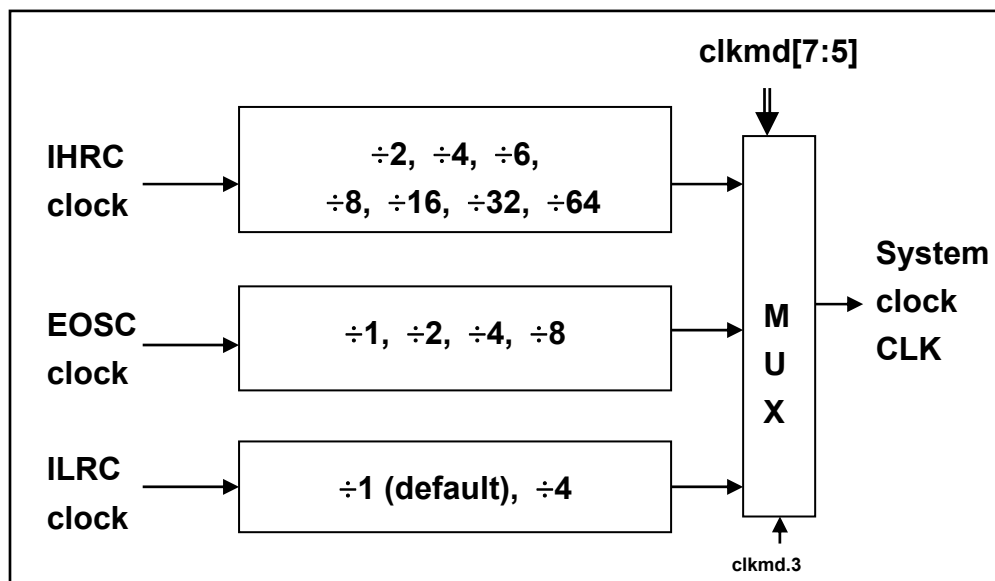 clkmd[7:5]
IHRC
clock
÷2, ÷4, ÷6,
÷8, ÷16, ÷32, ÷64
EOSC
clock
÷1, ÷2, ÷4, ÷8
ILRC
clock
÷1 (default), ÷4
M
U
X
System
clock
CLK
clkmd.3